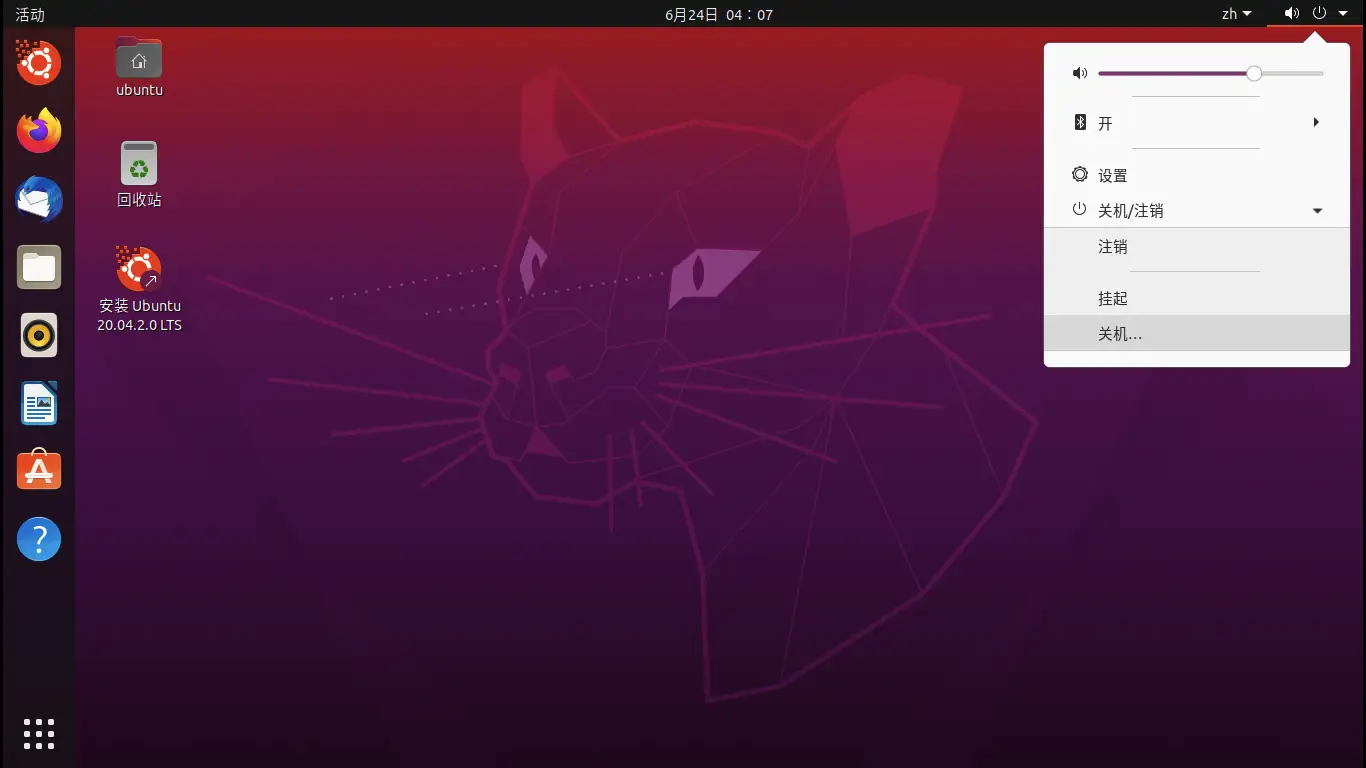 活动
6月24日 04：07
zh
ubuntu
回收站
安装 Ubuntu
20.04.2.0 LTS
开
设置
关机/注销
注销
挂起
关机...